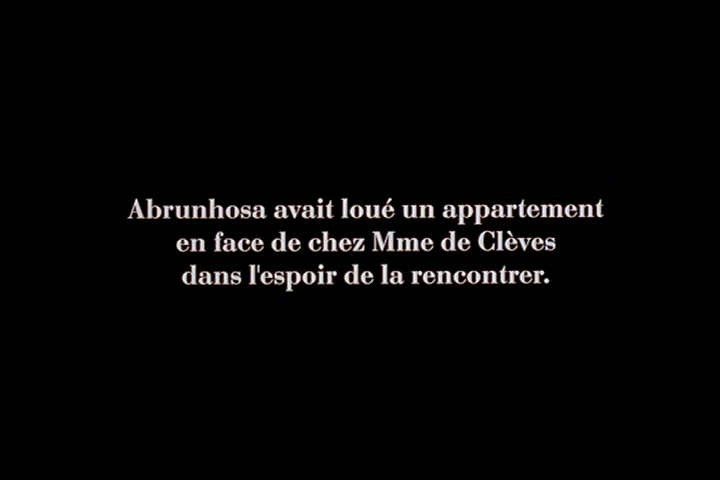 Abrunhosa avait loué un appartement
en face de chez Mme de Clèves
dans l'espoir de la rencontrer.